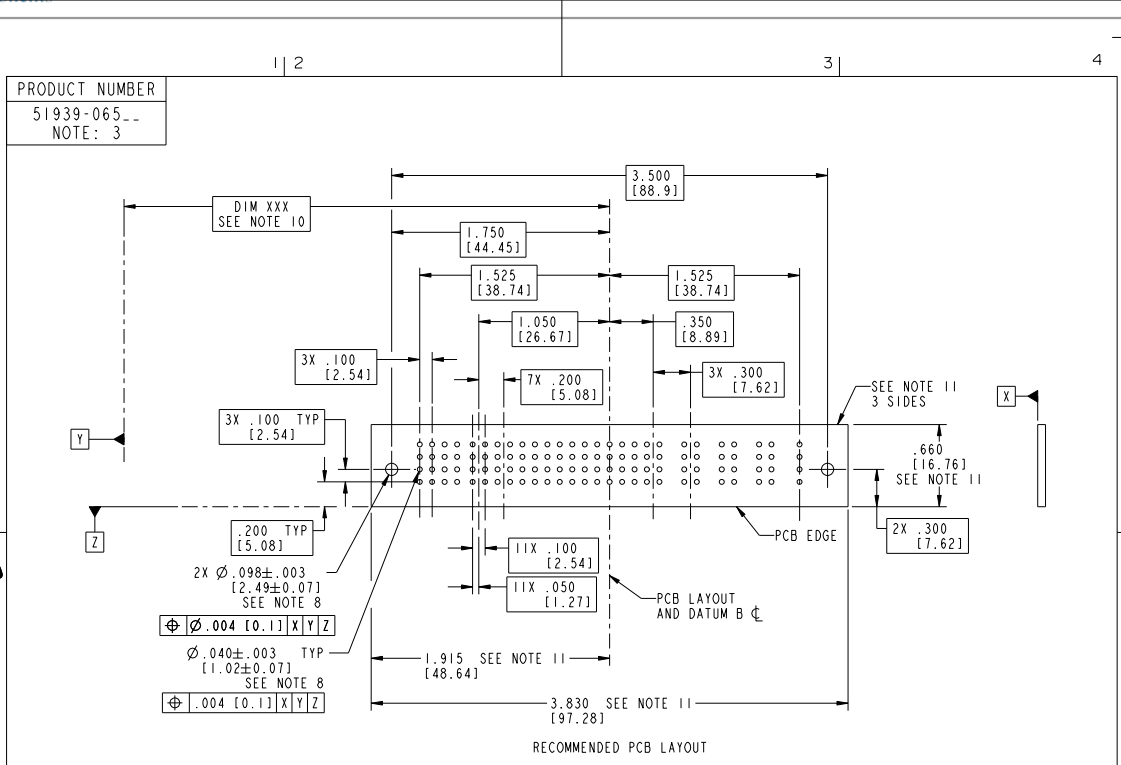 1 2 3 4
PRODUCT NUMBER
51939-065__
NOTE: 3
3.500
[88.9]
DIM XXX
SEE NOTE 10
1.750
[44.45]
1.525
[38.74]
1.525
[38.74]
1.050
[26.67]
.350
[8.89]
3X .100
[2.54]
7X .200
[5.08]
3X .300
[7.62]
SEE NOTE 11
3 SIDES
X
3X .100 TYP
[2.54]
Y
.660
[16.76]
SEE NOTE 11
Z
.200 TYP
[5.08]
PCB EDGE
2X .300
[7.62]
11X .100
[2.54]
2X Ø.098±.003
[2.49±0.07]
SEE NOTE 8
11X .050
[1.27]
PCB LAYOUT
AND DATUM B ℄
⌖ Ø.004 [0.1] X Y Z
Ø.040±.003 TYP
[1.02±0.07]
SEE NOTE 8
1.915 SEE NOTE 11
[48.64]
⌖ .004 [0.1] X Y Z
3.830 SEE NOTE 11
[97.28]
RECOMMENDED PCB LAYOUT